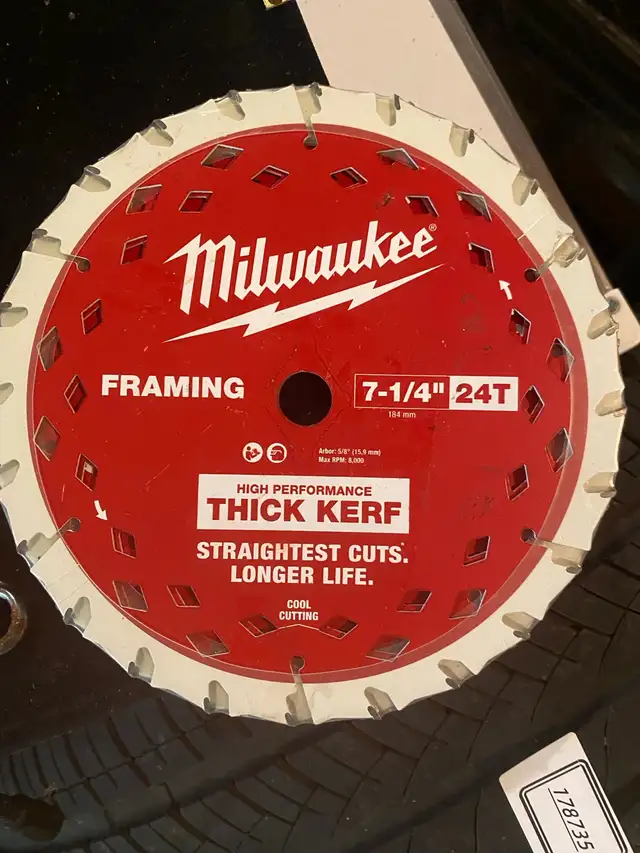 Milwaukee®
FRAMING
7-1/4" 24T
184 mm
Arbor: 5/8" (15,9 mm)
Max RPM: 8,000
HIGH PERFORMANCE
THICK KERF
STRAIGHTEST CUTS.
LONGER LIFE.
COOL
CUTTING
178735